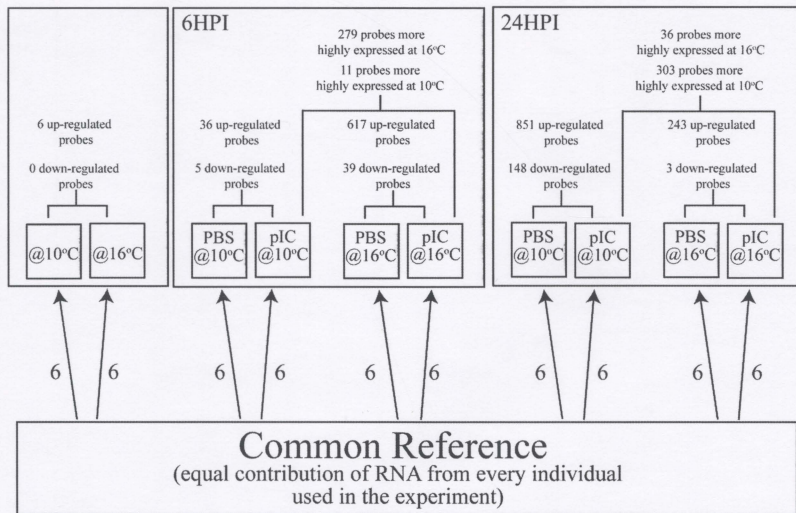 6 up-regulated
probes
0 down-regulated
probes
@10°C
@16°C
6HPI
279 probes more
highly expressed at 16°C
11 probes more
highly expressed at 10°C
36 up-regulated
probes
5 down-regulated
probes
617 up-regulated
probes
39 down-regulated
probes
PBS
@10°C
pIC
@10°C
PBS
@16°C
pIC
@16°C
24HPI
36 probes more
highly expressed at 16°C
303 probes more
highly expressed at 10°C
851 up-regulated
probes
148 down-regulated
probes
243 up-regulated
probes
3 down-regulated
probes
PBS
@10°C
pIC
@10°C
PBS
@16°C
pIC
@16°C
6
6
6
6
6
6
6
6
6
6
Common Reference
(equal contribution of RNA from every individual
used in the experiment)